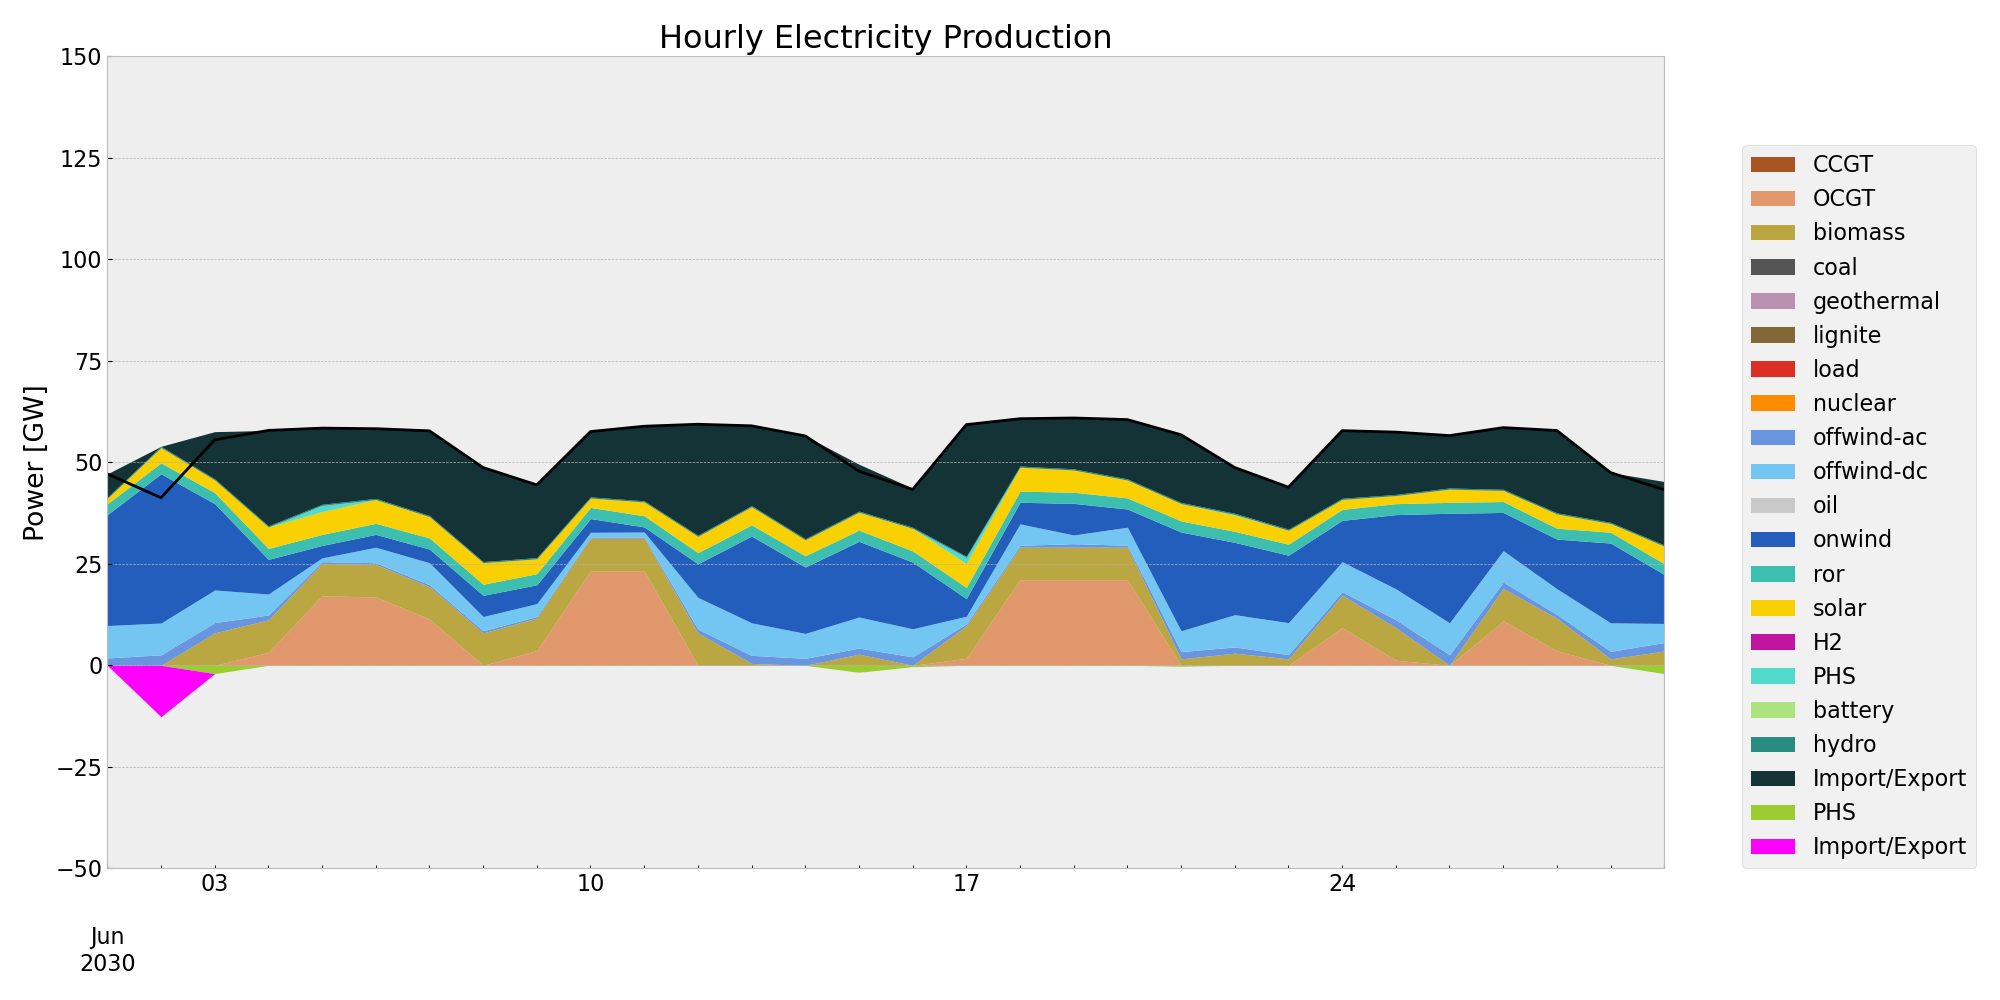 Hourly Electricity Production
Power [GW]
150
125
100
75
50
25
0
−25
−50
03
10
17
24
Jun
2030
CCGT
OCGT
biomass
coal
geothermal
lignite
load
nuclear
offwind-ac
offwind-dc
oil
onwind
ror
solar
H2
PHS
battery
hydro
Import/Export
PHS
Import/Export